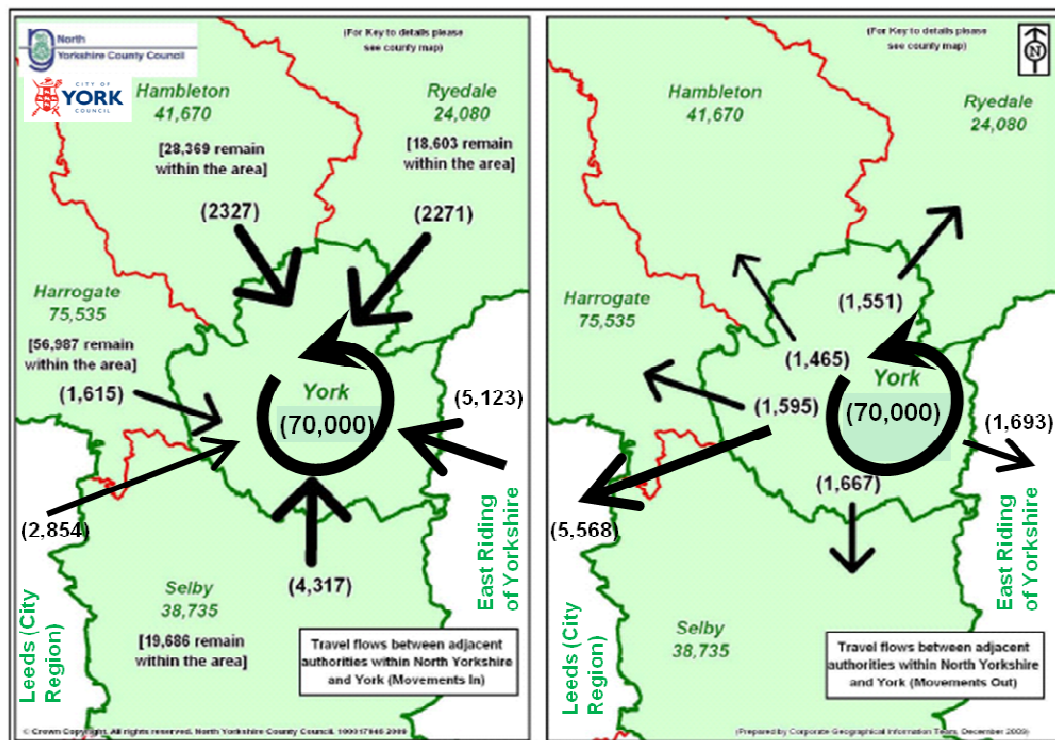 North
Yorkshire County Council
CITY OF
YORK
COUNCIL
(For Key to details please
see county map)
Hambleton
41,670
[28,369 remain
within the area]
Ryedale
24,080
[18,603 remain
within the area]
(2327)
(2271)
Harrogate
75,535
[56,987 remain
within the area]
(1,615)
York
(70,000)
(5,123)
(2,854)
(4,317)
Selby
38,735
[19,686 remain
within the area]
Leeds (City
Region)
East Riding
of Yorkshire
Travel flows between adjacent
authorities within North Yorkshire
and York (Movements In)
© Crown Copyright. All rights reserved. North Yorkshire County Council. 100017946 2009
(For Key to details please
see county map)
N
Hambleton
41,670
Ryedale
24,080
(1,551)
Harrogate
75,535
(1,465)
(1,595)
York
(70,000)
(1,693)
(1,667)
(5,568)
Selby
38,735
Leeds (City
Region)
East Riding
of Yorkshire
Travel flows between adjacent
authorities within North Yorkshire
and York (Movements Out)
(Prepared by Corporate Geographical Information Team, December 2009)